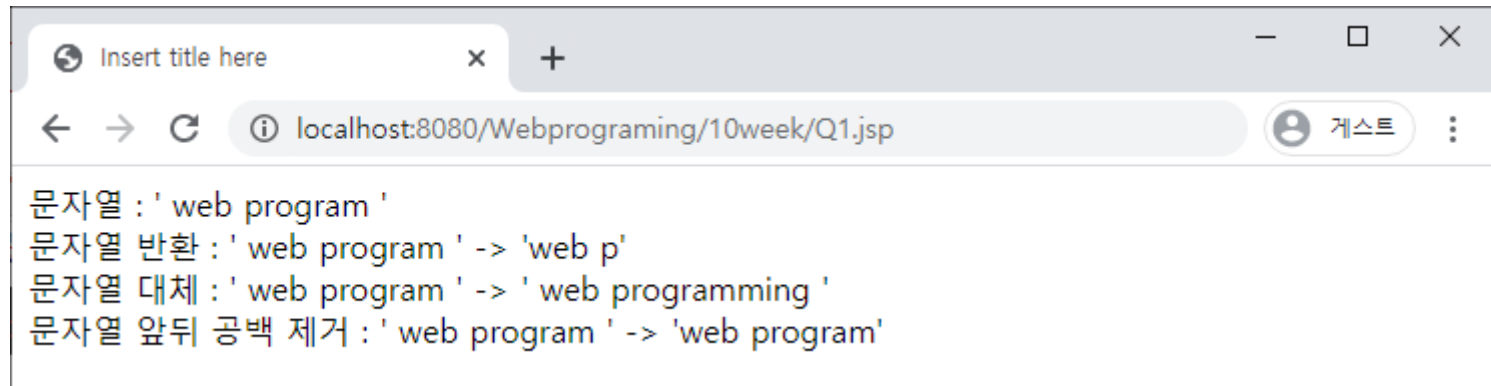 Insert title here
localhost:8080/Webprograming/10week/Q1.jsp
게스트
문자열 : ' web program '
문자열 반환 : ' web program ' -> 'web p'
문자열 대체 : ' web program ' -> ' web programming '
문자열 앞뒤 공백 제거 : ' web program ' -> 'web program'